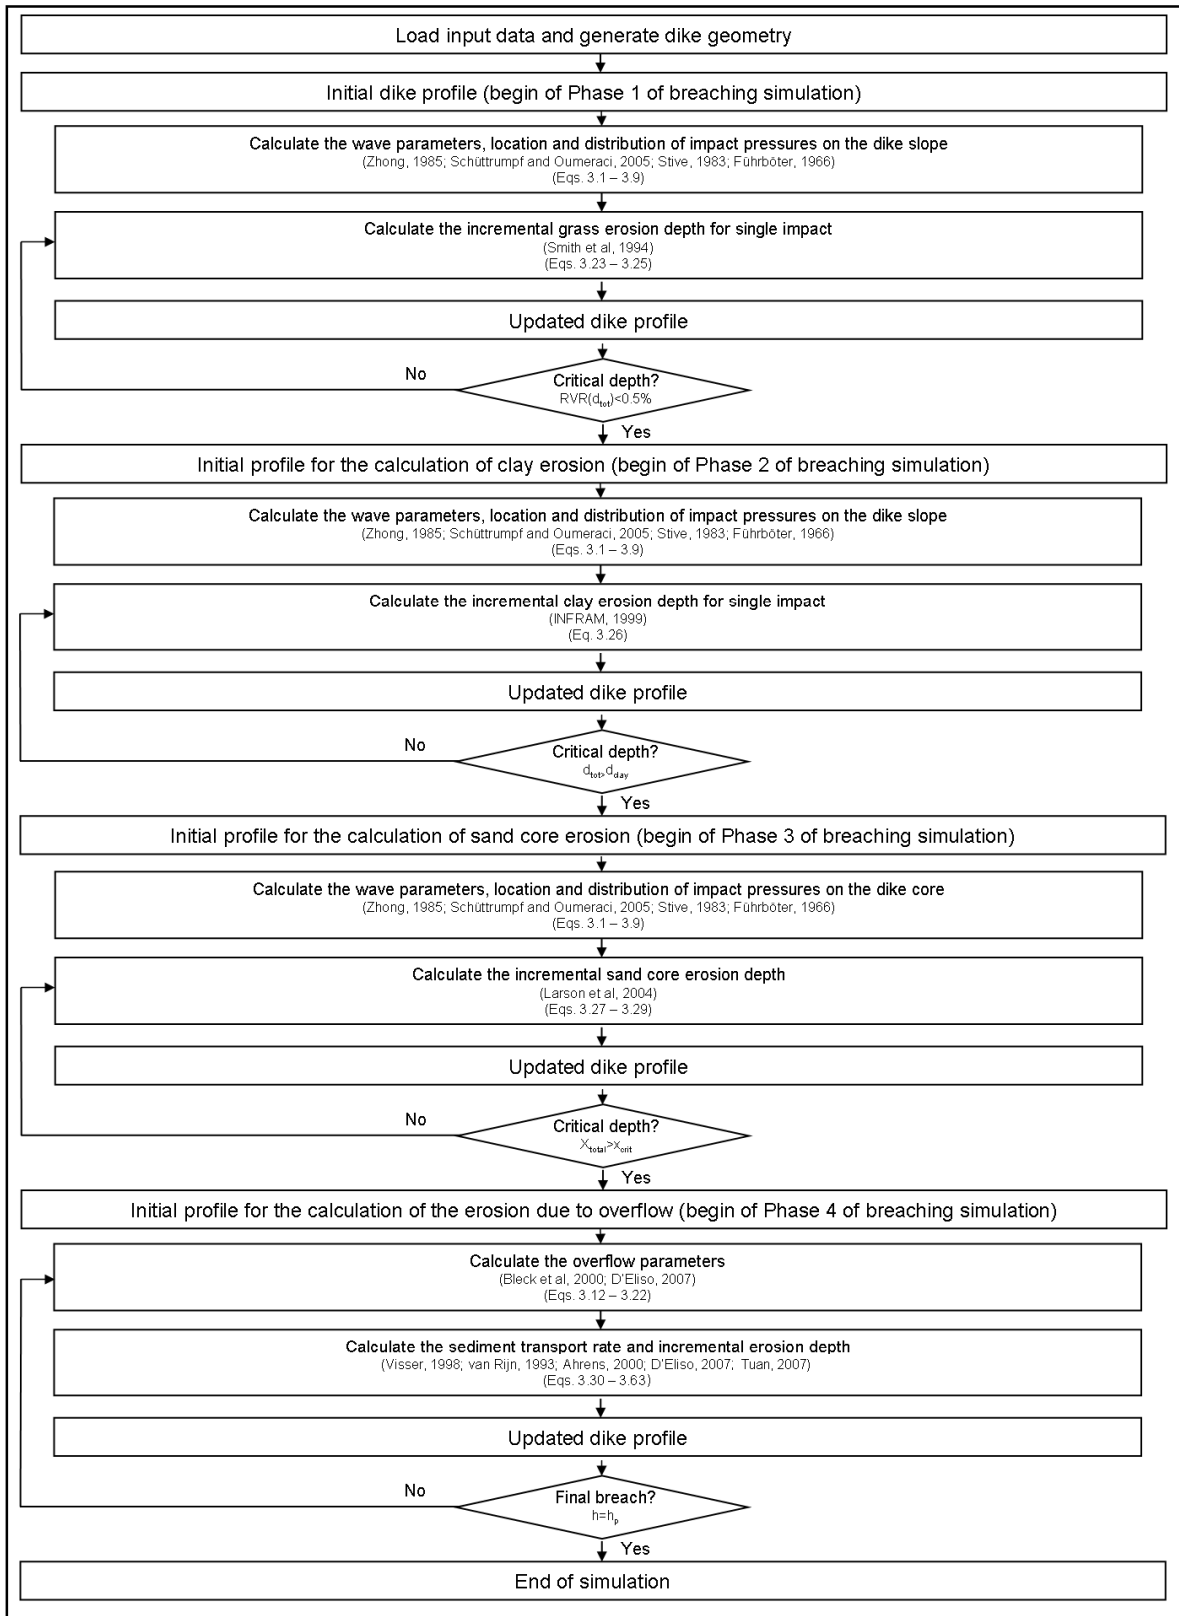 Load input data and generate dike geometry
Initial dike profile (begin of Phase 1 of breaching simulation)
Calculate the wave parameters, location and distribution of impact pressures on the dike slope
(Zhong, 1985; Schüttrumpf and Oumeraci, 2005; Stive, 1983; Führböter, 1966)
(Eqs. 3.1 – 3.9)
Calculate the incremental grass erosion depth for single impact
(Smith et al, 1994)
(Eqs. 3.23 – 3.25)
Updated dike profile
No
Critical depth?
RVR(dtot)<0.5%
Yes
Initial profile for the calculation of clay erosion (begin of Phase 2 of breaching simulation)
Calculate the wave parameters, location and distribution of impact pressures on the dike slope
(Zhong, 1985; Schüttrumpf and Oumeraci, 2005; Stive, 1983; Führböter, 1966)
(Eqs. 3.1 – 3.9)
Calculate the incremental clay erosion depth for single impact
(INFRAM, 1999)
(Eq. 3.26)
Updated dike profile
No
Critical depth?
dtot>dclay
Yes
Initial profile for the calculation of sand core erosion (begin of Phase 3 of breaching simulation)
Calculate the wave parameters, location and distribution of impact pressures on the dike core
(Zhong, 1985; Schüttrumpf and Oumeraci, 2005; Stive, 1983; Führböter, 1966)
(Eqs. 3.1 – 3.9)
Calculate the incremental sand core erosion depth
(Larson et al, 2004)
(Eqs. 3.27 – 3.29)
Updated dike profile
No
Critical depth?
Xtotal>xcrit
Yes
Initial profile for the calculation of the erosion due to overflow (begin of Phase 4 of breaching simulation)
Calculate the overflow parameters
(Bleck et al, 2000; D'Eliso, 2007)
(Eqs. 3.12 – 3.22)
Calculate the sediment transport rate and incremental erosion depth
(Visser, 1998; van Rijn, 1993; Ahrens, 2000; D'Eliso, 2007; Tuan, 2007)
(Eqs. 3.30 – 3.63)
Updated dike profile
No
Final breach?
h=hp
Yes
End of simulation